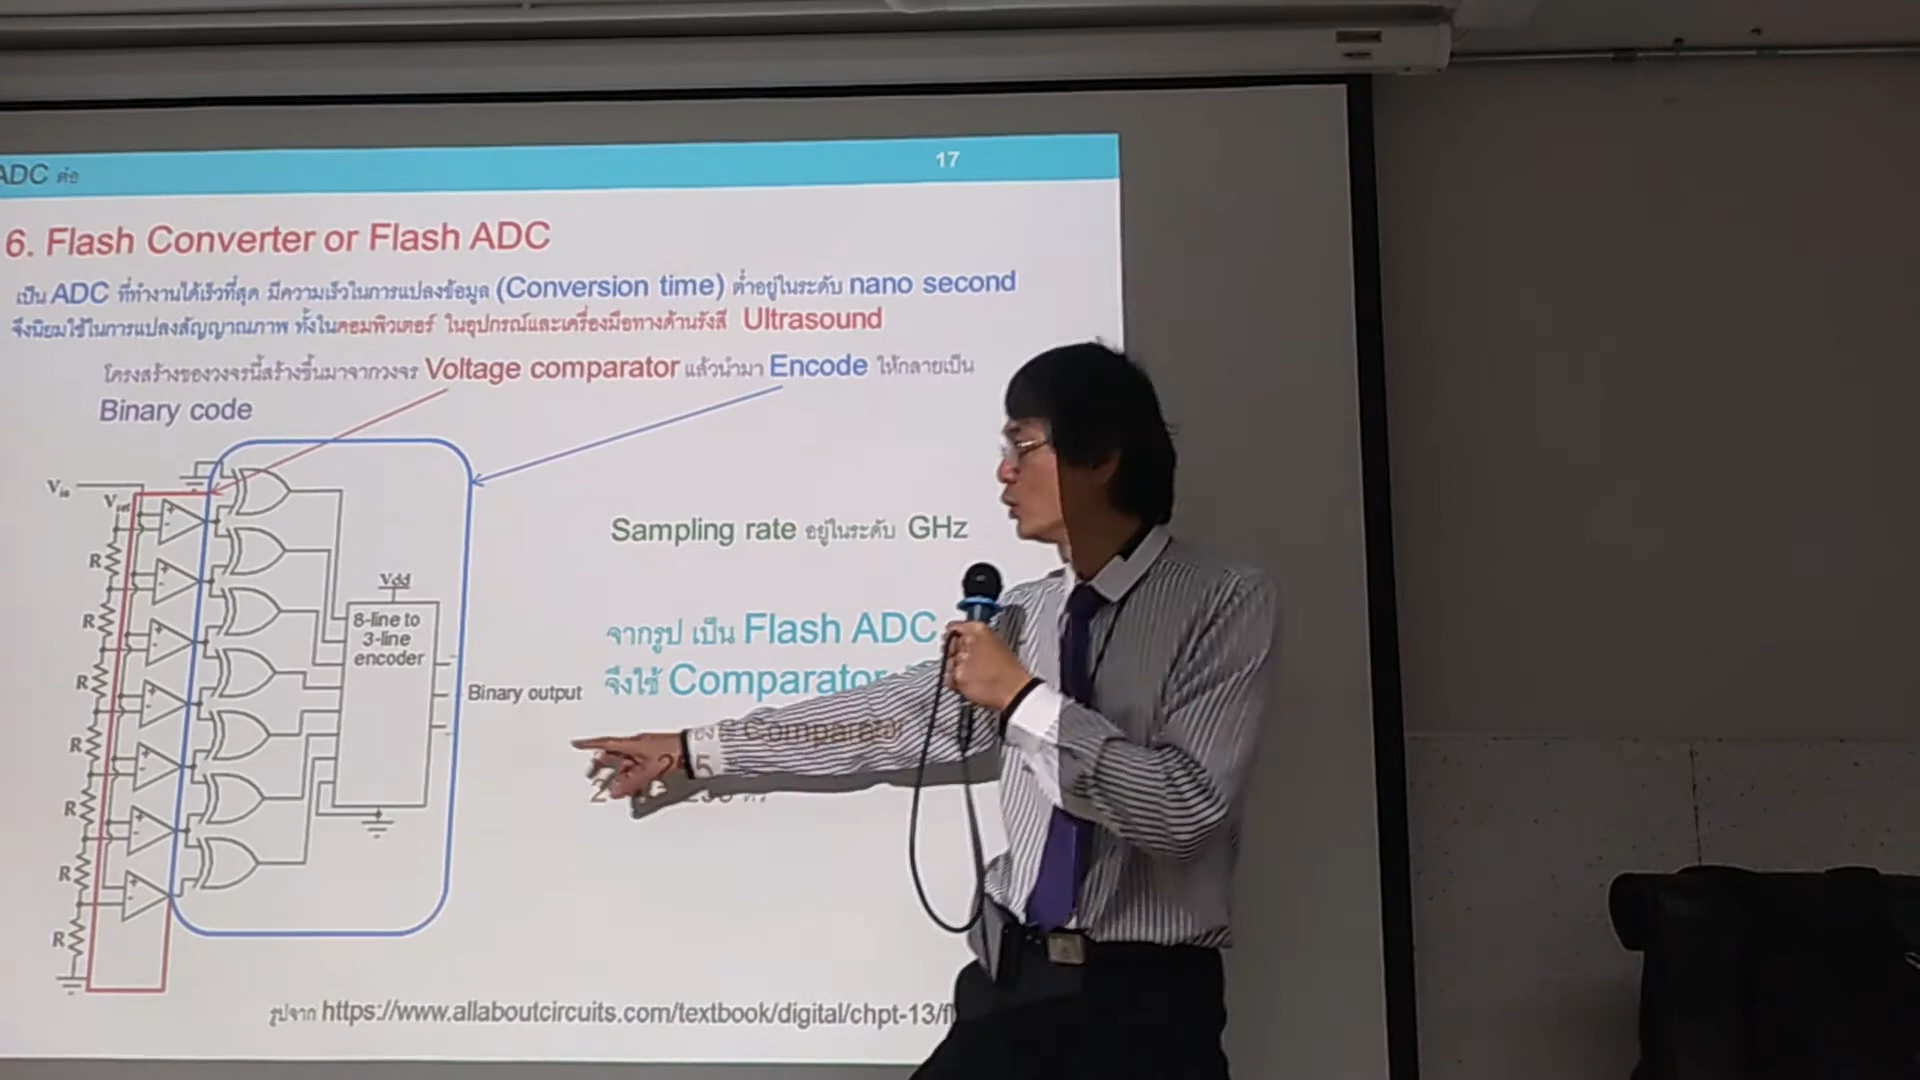 ADC ต่อ
17
6. Flash Converter or Flash ADC
เป็น ADC ที่ทำงานได้เร็วที่สุด มีความเร็วในการแปลงข้อมูล (Conversion time) ต่ำอยู่ในระดับ nano second
จึงนิยมใช้ในการแปลงสัญญาณภาพ ทั้งในคอมพิวเตอร์ ในอุปกรณ์และเครื่องมือทางด้านรังสี Ultrasound
โครงสร้างของวงจรนี้สร้างขึ้นมาจากวงจร Voltage comparator แล้วนำมา Encode ให้กลายเป็น
Binary code
Vin
Vref
R
R
R
R
R
R
R
Vdd
8-line to
3-line
encoder
Binary output
Sampling rate อยู่ในระดับ GHz
จากรูป เป็น Flash ADC
จึงใช้ Comparator
Comparator
255
รูปจาก https://www.allaboutcircuits.com/textbook/digital/chpt-13/f